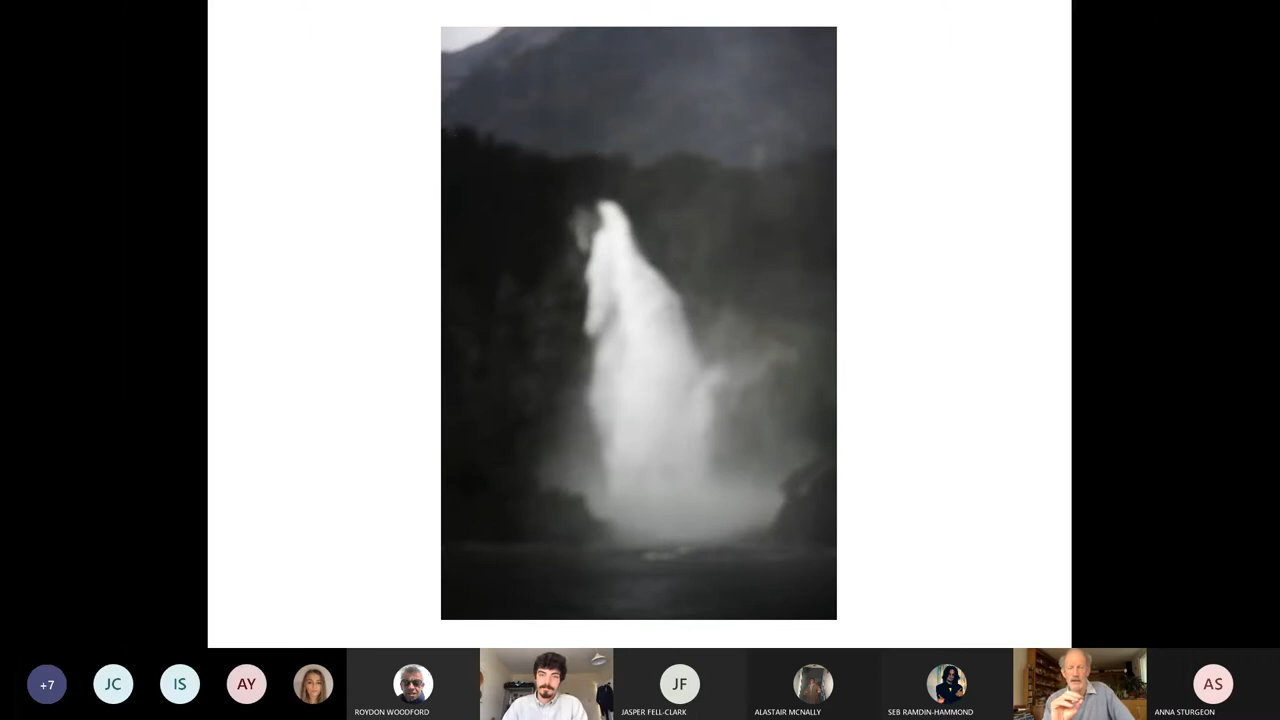 +7
JC
IS
AY
ROYDON WOODFORD
JF
JASPER FELL-CLARK
ALASTAIR MCNALLY
SEB RAMDIN-HAMMOND
AS
ANNA STURGEON